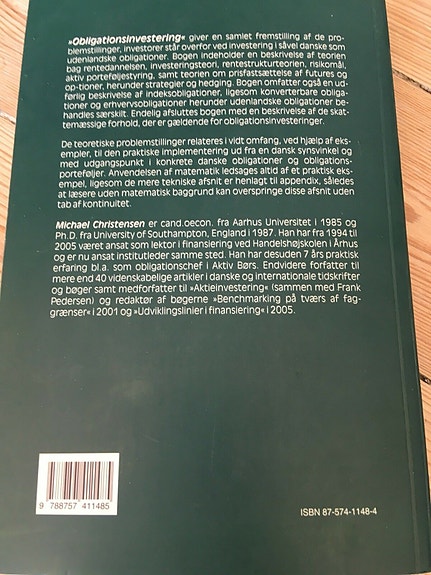 »Obligationsinvestering« giver en samlet fremstilling af de pro-
blemstillinger, investorer står overfor ved investering i såvel danske som
udenlandske obligationer. Bogen indeholder en beskrivelse af teorien
bag rentedannelsen, investeringsteori, rentestrukturteorien, risikomål,
aktiv porteføljestyring, samt teorien om prisfastsættelse af futures og
op-tioner, herunder strategier og hedging. Bogen omfatter også en ud-
førlig beskrivelse af indeksobligationer, ligesom konverterbare obliga-
tioner og erhvervsobligationer herunder udenlandske obligationer be-
handles særskilt. Endelig afsluttes bogen med en beskrivelse af de skat-
temæssige forhold, der er gældende for obligationsinvesteringer.
De teoretiske problemstillinger relateres i vidt omfang, ved hjælp af eks-
empler, til den praktiske implementering ud fra en dansk synsvinkel og
med udgangspunkt i konkrete danske obligationer og obligations-
porteføljer. Anvendelsen af matematik ledsages altid af et praktisk eks-
empel, ligesom de mere tekniske afsnit er henlagt til appendix, således
at læsere uden matematisk baggrund kan overspringe disse afsnit uden
tab af kontinuitet.
Michael Christensen er cand.oecon. fra Aarhus Universitet i 1985 og
Ph.D. fra University of Southampton, England i 1987. Han har fra 1994 til
2005 været ansat som lektor i finansiering ved Handelshøjskolen i Århus
og er nu ansat institutleder samme sted. Han har desuden 7 års praktisk
erfaring bl.a. som obligationschef i Aktiv Børs. Endvidere forfatter til
mere end 40 videnskabelige artikler i danske og internationale tidskrifter
og bøger samt medforfatter til »Aktieinvestering« (sammen med Frank
Pedersen) og redaktør af bøgerne »Benchmarking på tværs af fag-
grænser« i 2001 og »Udviklingslinier i finansiering« i 2005.
9 788757 411485
ISBN 87-574-1148-4